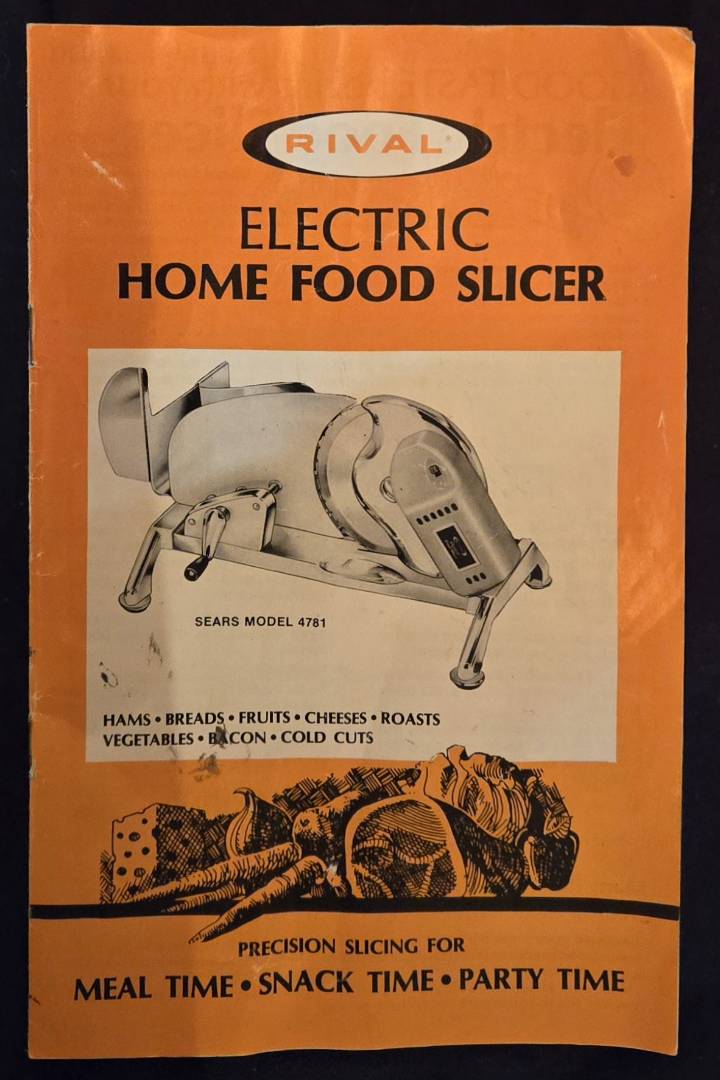 RIVAL
ELECTRIC
HOME FOOD SLICER
SEARS MODEL 4781
HAMS • BREADS • FRUITS • CHEESES • ROASTS
VEGETABLES • BACON • COLD CUTS
PRECISION SLICING FOR
MEAL TIME • SNACK TIME • PARTY TIME